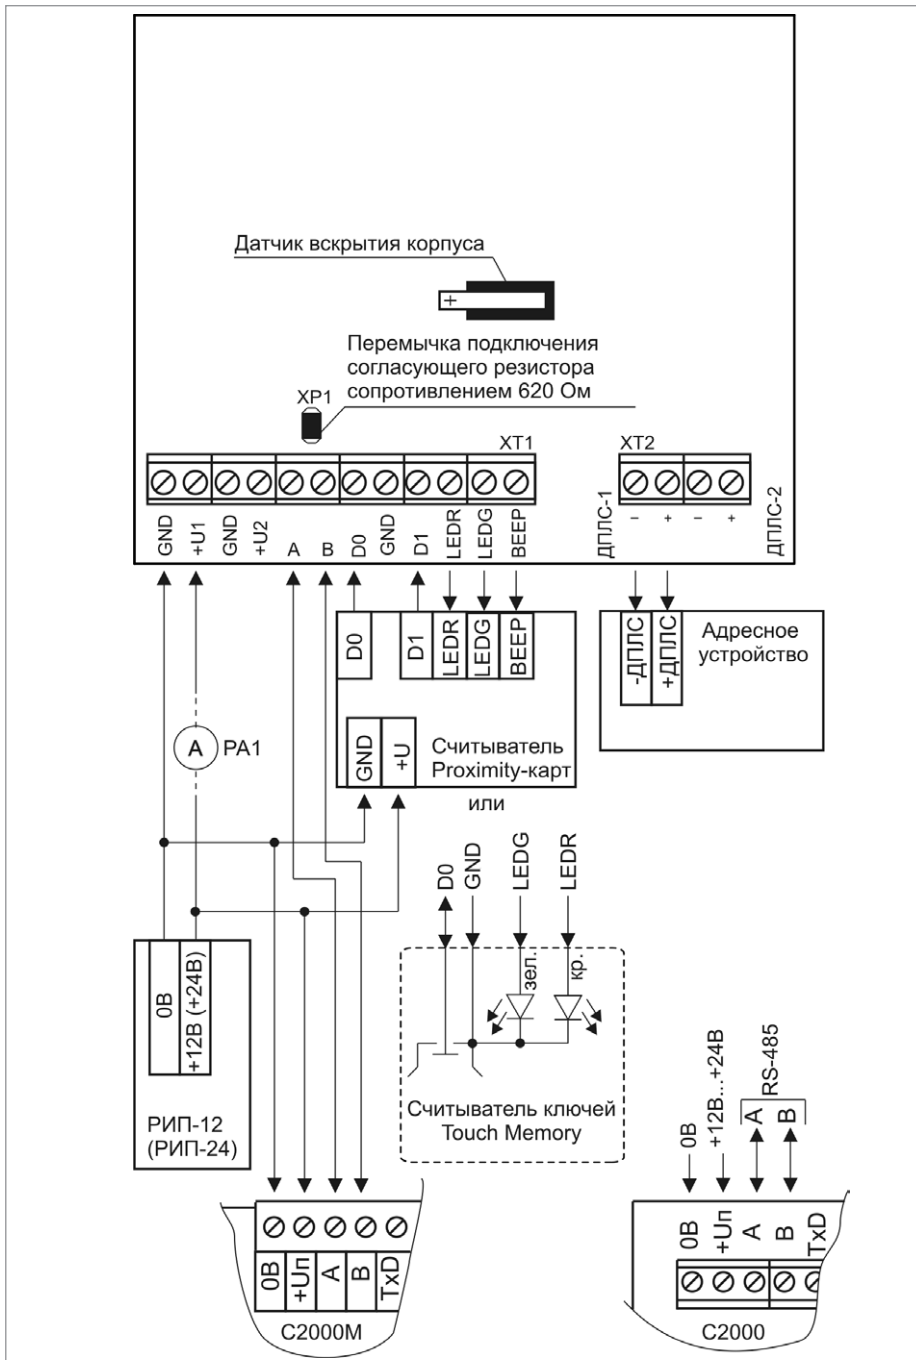 Датчик вскрытия корпуса
+
Перемычка подключения
согласующего резистора
сопротивлением 620 Ом
XP1
XT1
XT2
GND
+U1
GND
+U2
A
B
D0
GND
D1
LEDR
LEDG
BEEP
ДПЛС-1
–
+
–
+
ДПЛС-2
D0
D1
LEDR
LEDG
BEEP
-ДПЛС
+ДПЛС
Адресное
устройство
A
PA1
GND
+U
Считыватель
Proximity-карт
или
D0
GND
LEDG
LEDR
зел.
кр.
Считыватель ключей
Touch Memory
0В
+12В (+24В)
РИП-12
(РИП-24)
0В
+Uп
A
B
TxD
С2000М
0В
+12В...+24В
A
B
RS-485
0В
+Uп
A
B
TxD
С2000